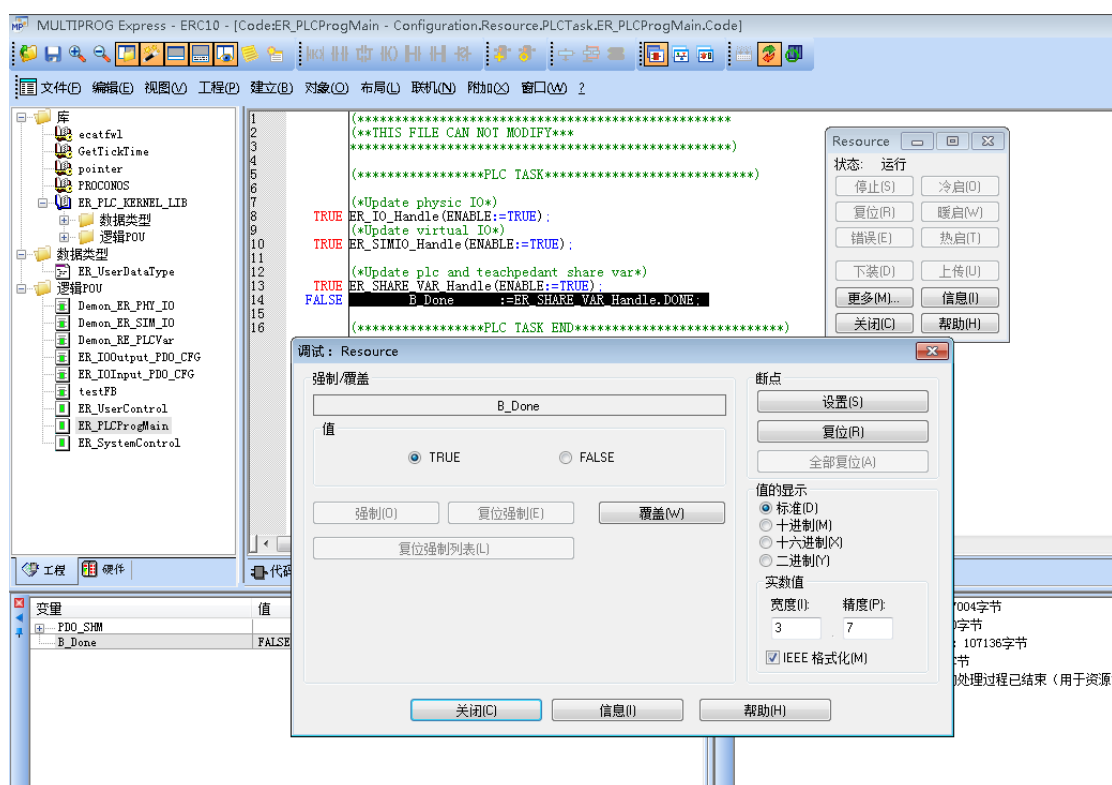 MULTIPROG Express - ERC10 - [Code:ER_PLCProgMain - Configuration.Resource.PLCTask.ER_PLCProgMain.Code]
文件(F) 编辑(E) 视图(V) 工程(P) 建立(B) 对象(O) 布局(L) 联机(N) 附加(X) 窗口(W) ?
库
ecatfwl
GetTickTime
pointer
PROCONOS
ER_PLC_KERNEL_LIB
数据类型
逻辑POU
数据类型
ER_UserDataType
逻辑POU
Demon_ER_PHY_IO
Demon_ER_SIM_IO
Demon_RE_PLCVar
ER_IOOutput_PDO_CFG
ER_IOInput_PDO_CFG
testFB
ER_UserControl
ER_PLCProgMain
ER_SystemControl
工程 硬件
1 (**************************************************
2 (**THIS FILE CAN NOT MODIFY***
3 **************************************************)
4
5 (*****************PLC TASK****************************)
6
7 (*Update physic IO*)
8 TRUE ER_IO_Handle(ENABLE:=TRUE);
9 (*Update virtual IO*)
10 TRUE ER_SIMIO_Handle(ENABLE:=TRUE);
11
12 (*Update plc and teachpedant share var*)
13 TRUE ER_SHARE_VAR_Handle(ENABLE:=TRUE);
14 FALSE B_Done :=ER_SHARE_VAR_Handle.DONE;
15
16 (*****************PLC TASK END****************************)
代码
Resource
状态: 运行
停止(S) 冷启(O)
复位(R) 暖启(W)
错误(E) 热启(T)
下装(D) 上传(U)
更多(M)... 信息(I)
关闭(C) 帮助(H)
调试: Resource
强制/覆盖
B_Done
值
TRUE FALSE
强制(O) 复位强制(E) 覆盖(W)
复位强制列表(L)
断点
设置(S)
复位(R)
全部复位(A)
值的显示
标准(D)
十进制(M)
十六进制(X)
二进制(Y)
实数值
宽度(I): 精度(P):
3 . 7
IEEE 格式化(M)
关闭(C) 信息(I) 帮助(H)
变量 值
PDO_SHM
B_Done FALSE
7004字节
字节
: 107136字节
字节
处理过程已结束（用于资源